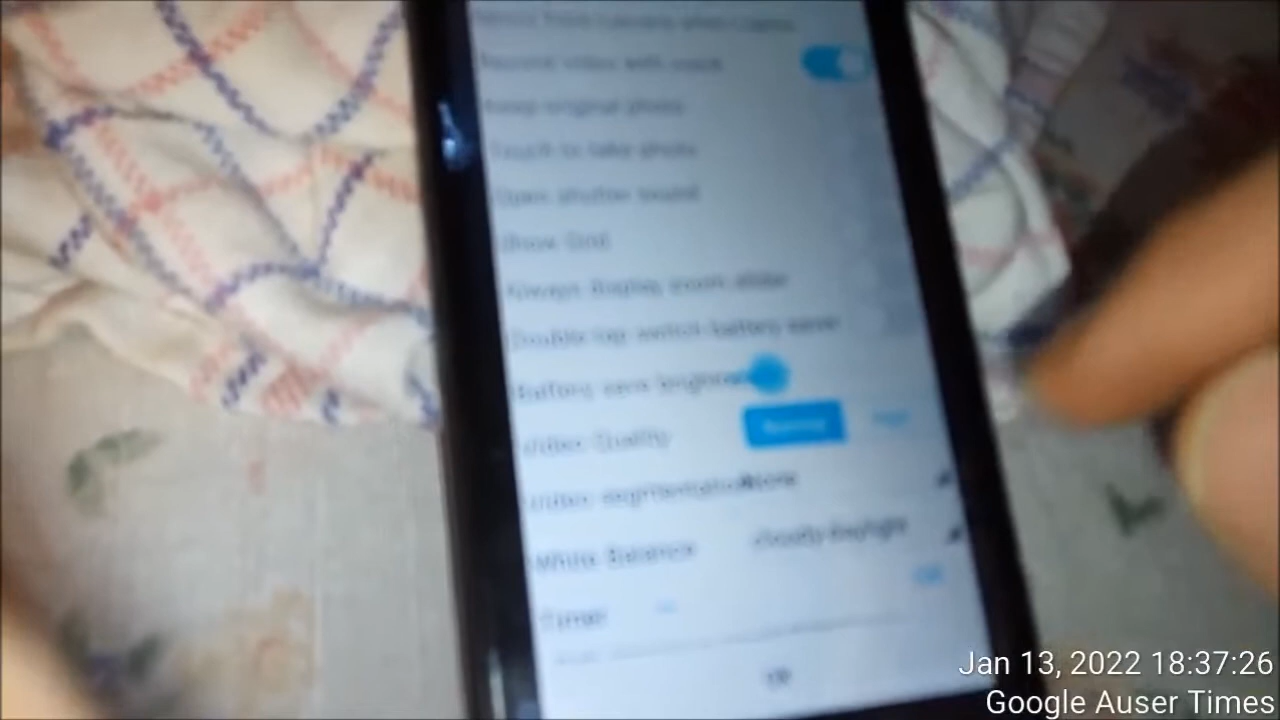 Record video with voice
Keep original photo
Touch to take photo
Open shutter sound
Show Grid
Always display zoom slider
Double tap switch battery saver
Battery save brightness
Video Quality Normal
Video segmentation None
White Balance cloudy-daylight
Timer
Jan 13, 2022 18:37:26
Google Auser Times